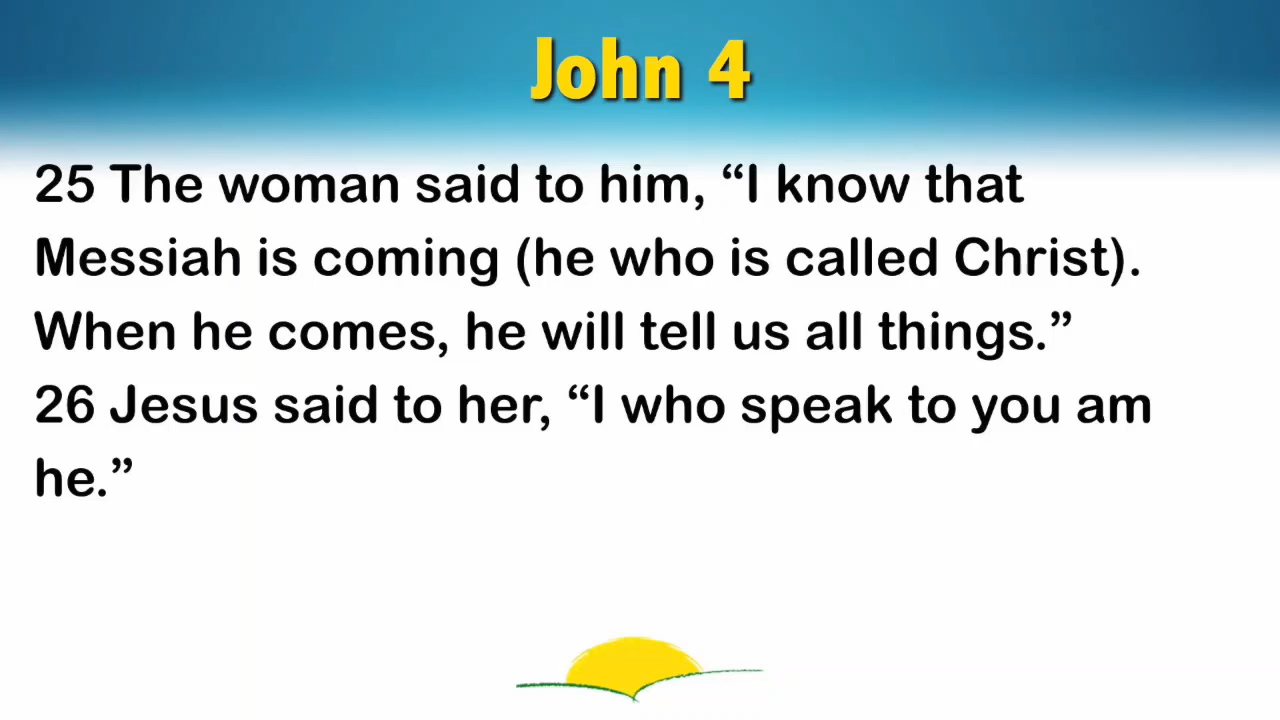 John 4
25 The woman said to him, “I know that
Messiah is coming (he who is called Christ).
When he comes, he will tell us all things.”
26 Jesus said to her, “I who speak to you am
he.”